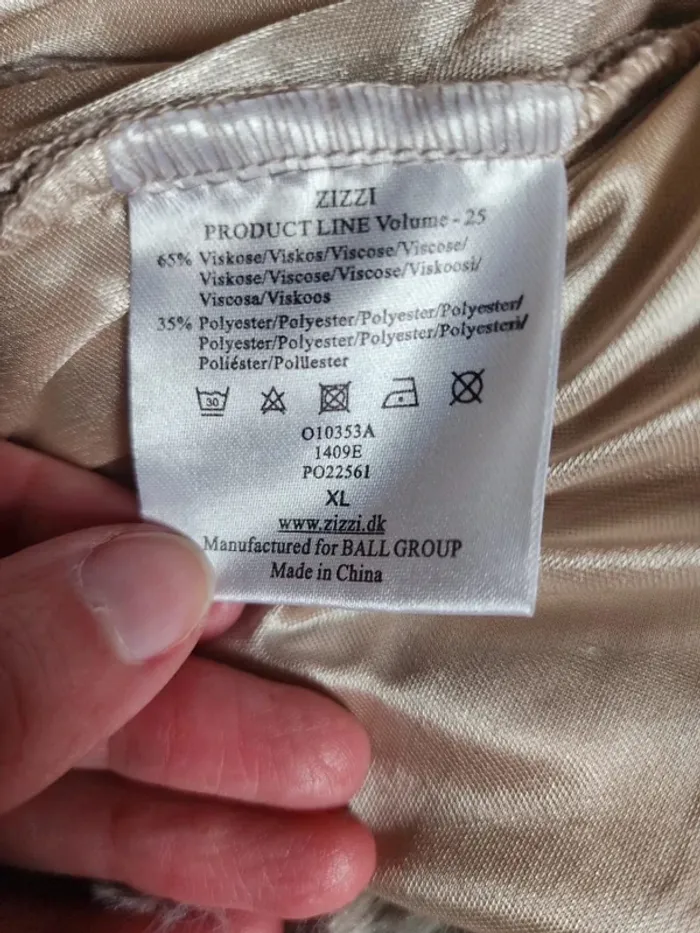 ZIZZI
PRODUCT LINE Volume - 25
65% Viskose/Viskos/Viscose/Viscose/
Viskose/Viscose/Viscose/Viskoosi/
Viscosa/Viskoos
35% Polyester/Polyester/Polyester/Polyester/
Polyester/Polyester/Polyester/Polyesteri/
Poliéster/Polüester
30
O10353A
1409E
PO22561
XL
www.zizzi.dk
Manufactured for BALL GROUP
Made in China